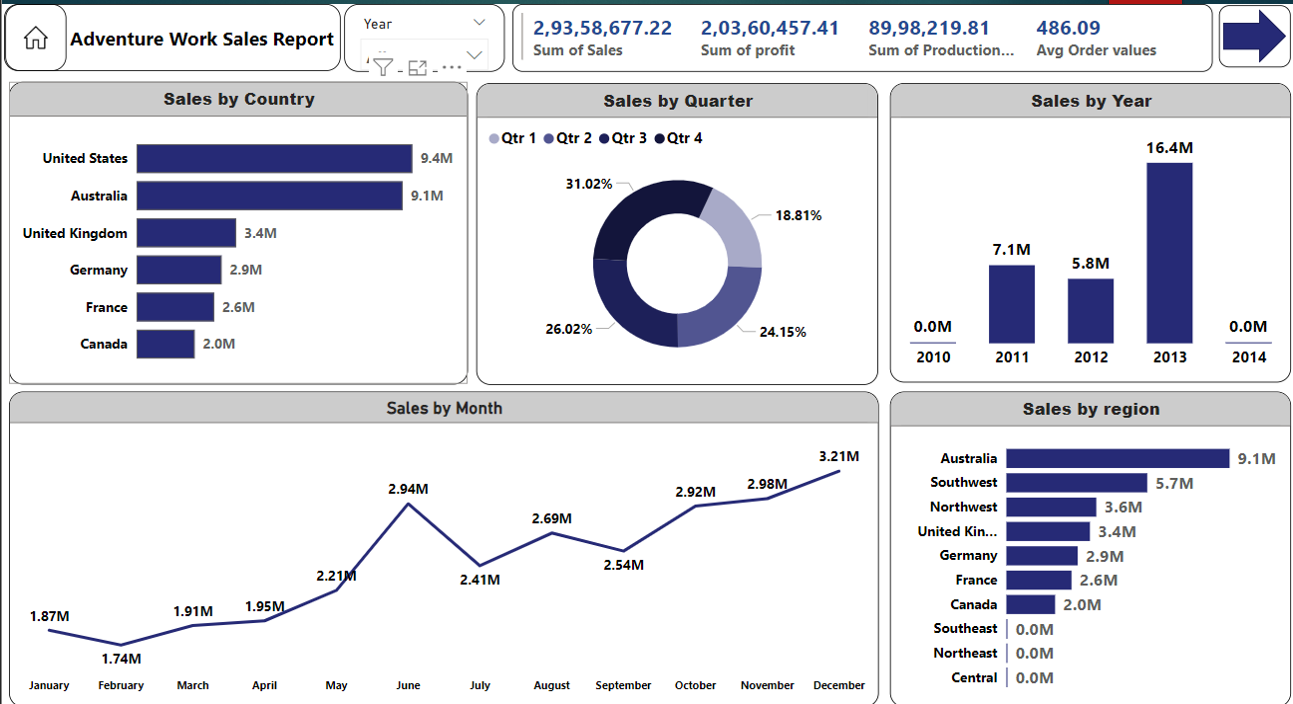 Adventure Work Sales Report
Year
2,93,58,677.22
Sum of Sales
2,03,60,457.41
Sum of profit
89,98,219.81
Sum of Production...
486.09
Avg Order values
Sales by Country
United States 9.4M
Australia 9.1M
United Kingdom 3.4M
Germany 2.9M
France 2.6M
Canada 2.0M
Sales by Quarter
Qtr 1 Qtr 2 Qtr 3 Qtr 4
31.02%
18.81%
26.02%
24.15%
Sales by Year
16.4M
7.1M
5.8M
0.0M 0.0M
2010 2011 2012 2013 2014
Sales by Month
3.21M
2.94M
2.98M
2.92M
2.69M
2.54M
2.41M
2.21M
1.95M
1.91M
1.87M
1.74M
January February March April May June July August September October November December
Sales by region
Australia 9.1M
Southwest 5.7M
Northwest 3.6M
United Kin... 3.4M
Germany 2.9M
France 2.6M
Canada 2.0M
Southeast 0.0M
Northeast 0.0M
Central 0.0M